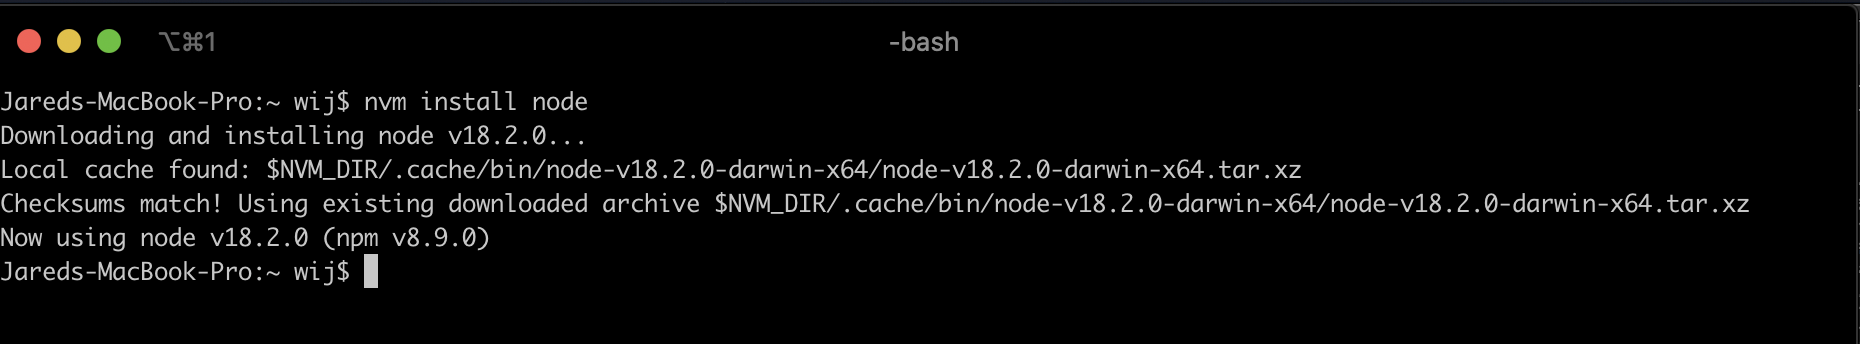 ⌥⌘1
-bash
Jareds-MacBook-Pro:~ wij$ nvm install node
Downloading and installing node v18.2.0...
Local cache found: $NVM_DIR/.cache/bin/node-v18.2.0-darwin-x64/node-v18.2.0-darwin-x64.tar.xz
Checksums match! Using existing downloaded archive $NVM_DIR/.cache/bin/node-v18.2.0-darwin-x64/node-v18.2.0-darwin-x64.tar.xz
Now using node v18.2.0 (npm v8.9.0)
Jareds-MacBook-Pro:~ wij$